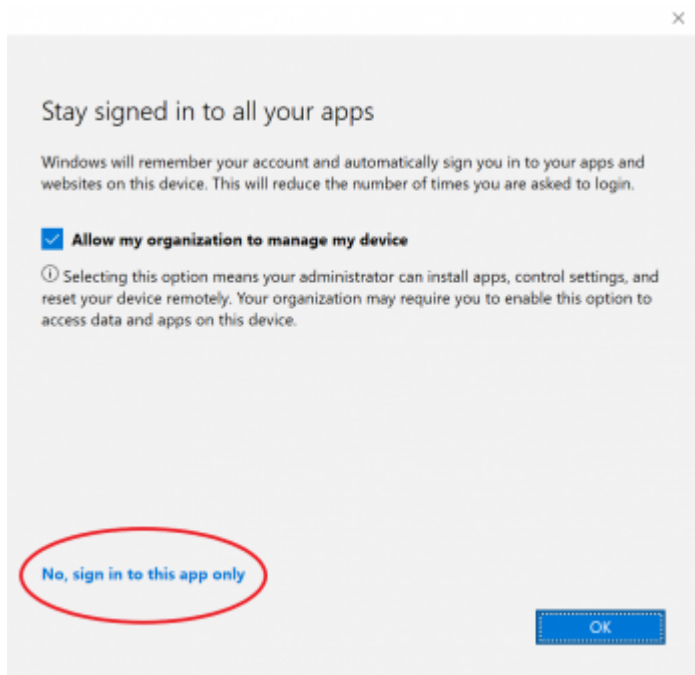 Stay signed in to all your apps
Windows will remember your account and automatically sign you in to your apps and
websites on this device. This will reduce the number of times you are asked to login.
Allow my organization to manage my device
Selecting this option means your administrator can install apps, control settings, and
reset your device remotely. Your organization may require you to enable this option to
access data and apps on this device.
No, sign in to this app only
OK